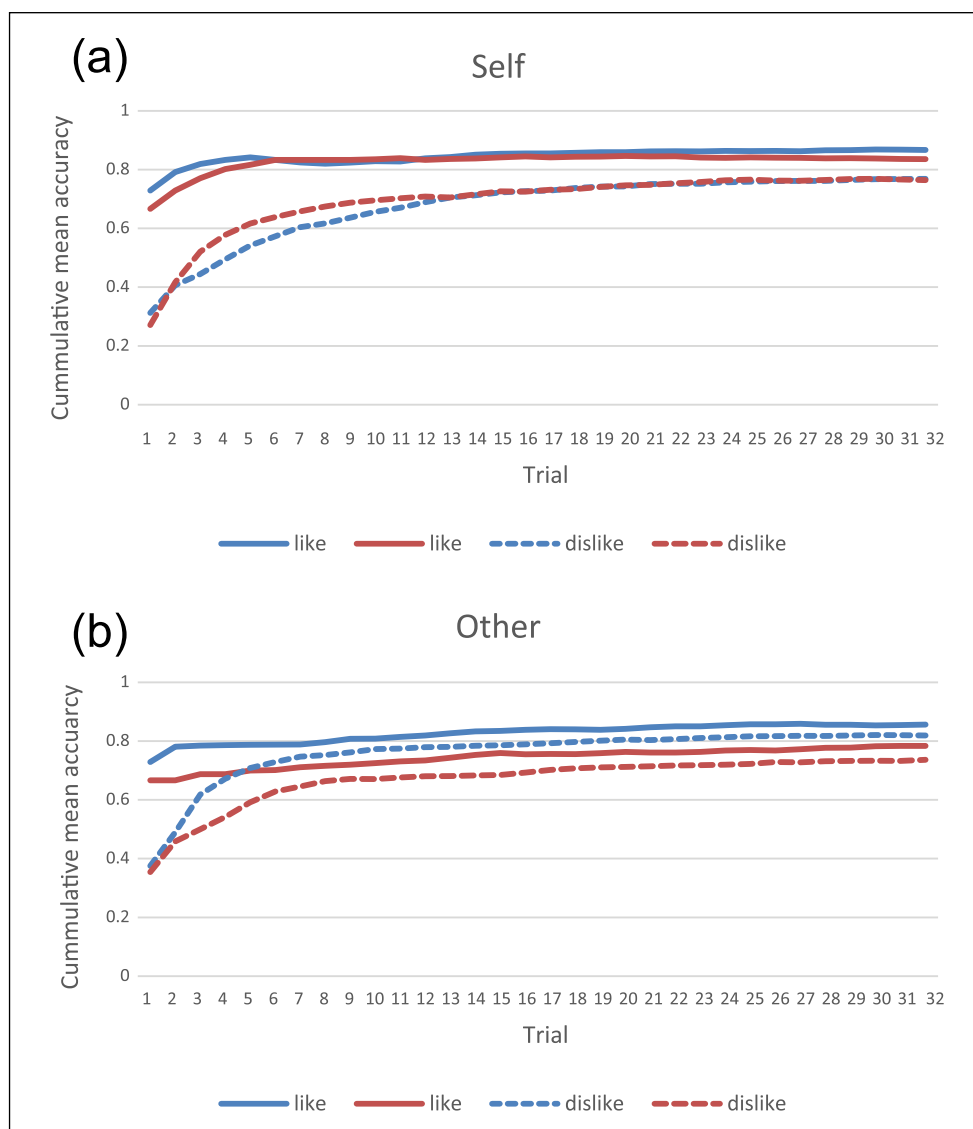 (a)
Self
Cummulative mean accuracy
1
0.8
0.6
0.4
0.2
0
1 2 3 4 5 6 7 8 9 10 11 12 13 14 15 16 17 18 19 20 21 22 23 24 25 26 27 28 29 30 31 32
Trial
like like dislike dislike
(b)
Other
Cummulative mean accuarcy
1
0.8
0.6
0.4
0.2
0
1 2 3 4 5 6 7 8 9 10 11 12 13 14 15 16 17 18 19 20 21 22 23 24 25 26 27 28 29 30 31 32
Trial
like like dislike dislike